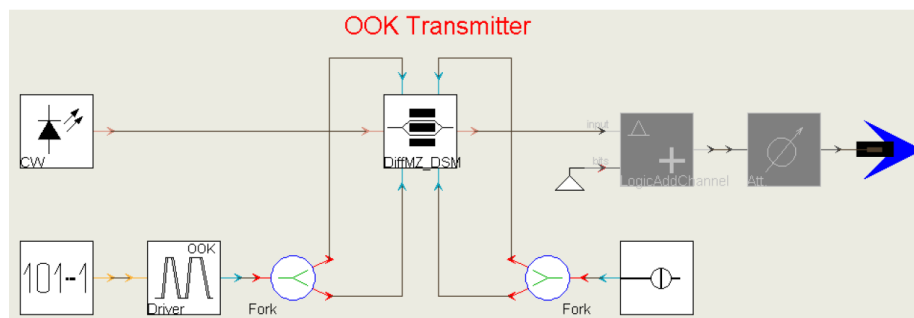 OOK Transmitter
CW
DiffMZ_DSM
input
bits
LogicAddChannel
Att
101-1
OOK
Driver
Fork
Fork